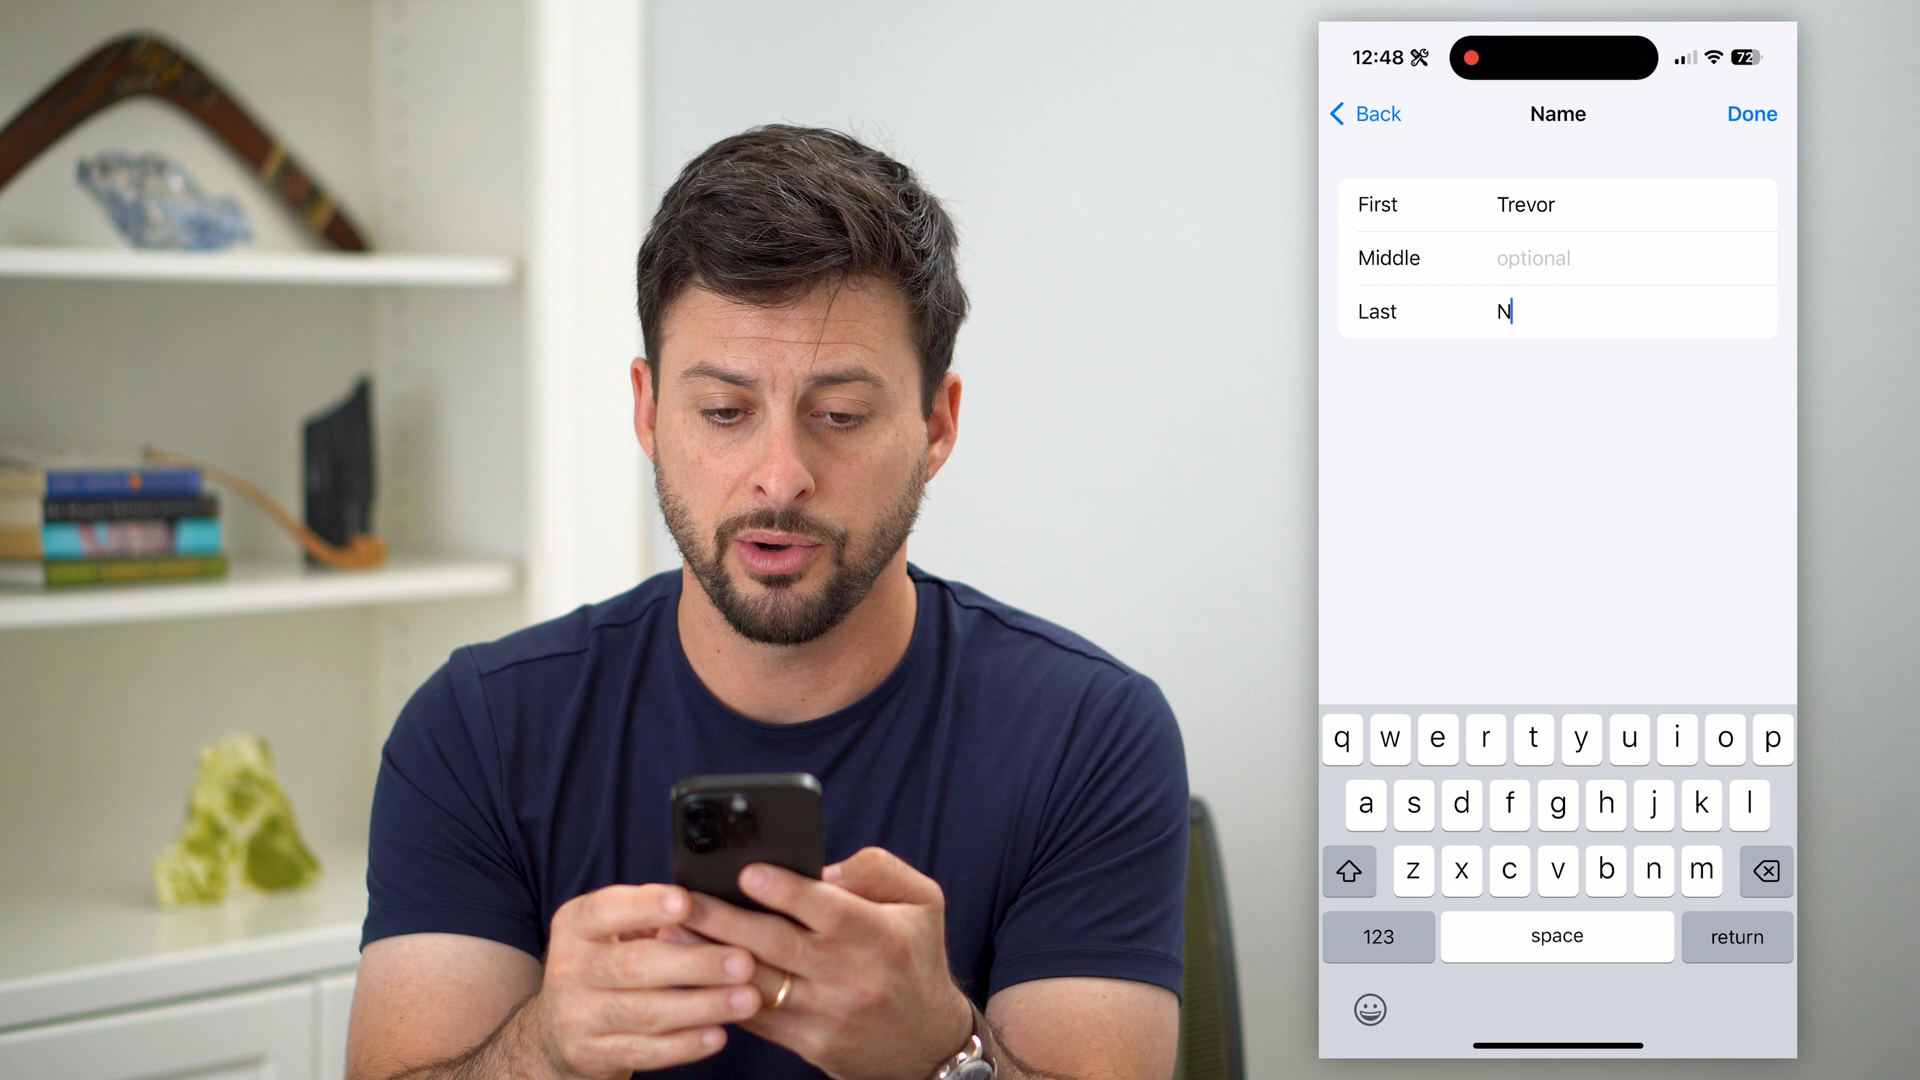 12:48
72
Back Name Done
First Trevor
Middle optional
Last N
q w e r t y u i o p
a s d f g h j k l
z x c v b n m
123 space return